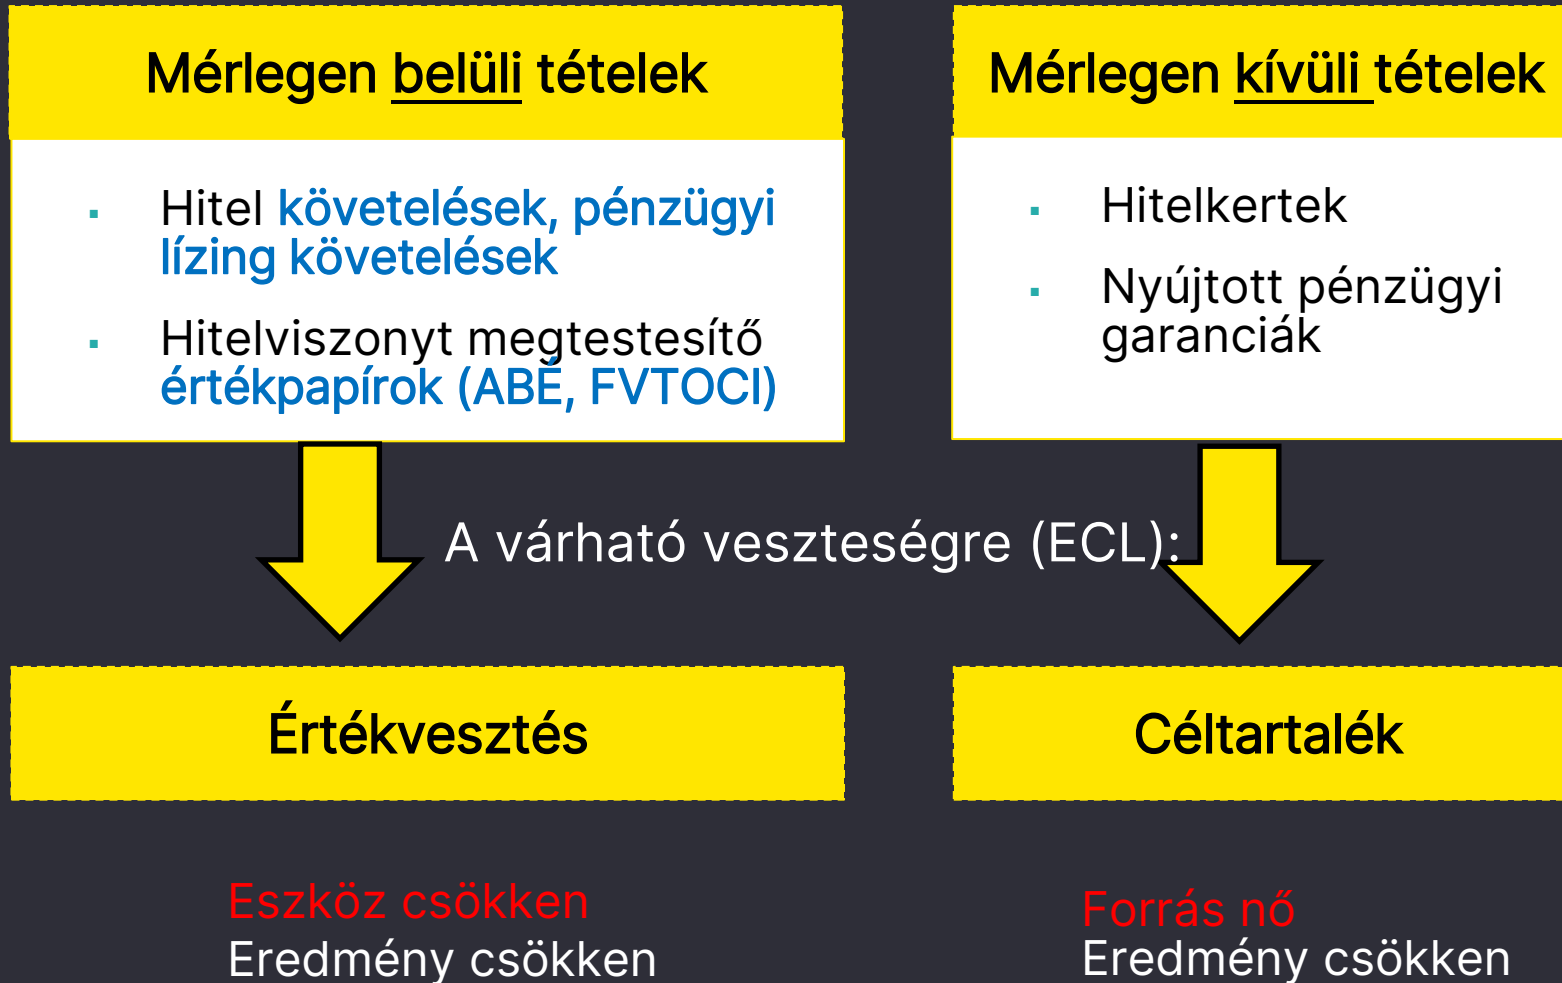 Mérlegen belüli tételek
Hitel követelések, pénzügyi
lízing követelések
Hitelviszonyt megtestesítő
értékpapírok (ABÉ, FVTOCI)
Mérlegen kívüli tételek
Hitelkertek
Nyújtott pénzügyi
garanciák
A várható veszteségre (ECL):
Értékvesztés
Céltartalék
Eszköz csökken
Eredmény csökken
Forrás nő
Eredmény csökken